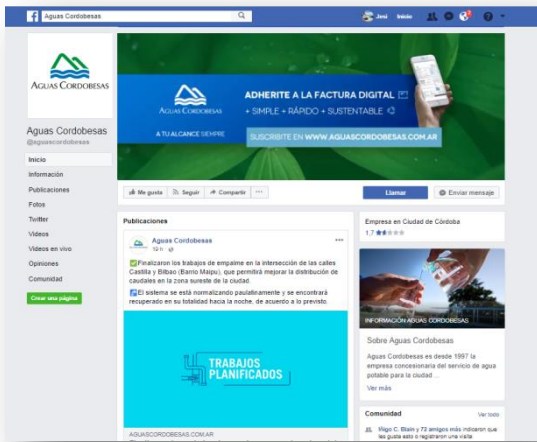 Aguas Cordobesas
Jesi Inicio
AGUAS CORDOBESAS
AGUAS CORDOBESAS
A TU ALCANCE SIEMPRE
ADHERITE A LA FACTURA DIGITAL
+ SIMPLE + RÁPIDO + SUSTENTABLE
SUSCRIBITE EN WWW.AGUASCORDOBESAS.COM.AR
Aguas Cordobesas
@aguascordobesas
Inicio
Información
Publicaciones
Fotos
Twitter
Videos
Videos en vivo
Opiniones
Comunidad
Crear una página
Me gusta Seguir Compartir ...
Llamar Enviar mensaje
Publicaciones
Aguas Cordobesas
10 h
Finalizaron los trabajos de empalme en la intersección de las calles
Castilla y Bilbao (Barrio Maipu), que permitirá mejorar la distribución de
caudales en la zona sureste de la ciudad.
El sistema se está normalizando paulatinamente y se encontrará
recuperado en su totalidad hacia la noche, de acuerdo a lo previsto.
TRABAJOS
PLANIFICADOS
AGUASCORDOBESAS.COM.AR
Empresa en Ciudad de Córdoba
1,7
INFORMACIÓN AGUAS CORDOBESAS
Sobre Aguas Cordobesas
Aguas Cordobesas es desde 1997 la
empresa concesionaria del servicio de agua
potable para la ciudad ...
Ver más
Comunidad Ver todo
Iñigo C. Blain y 72 amigos más indicaron que
les gusta esto o registraron una visita